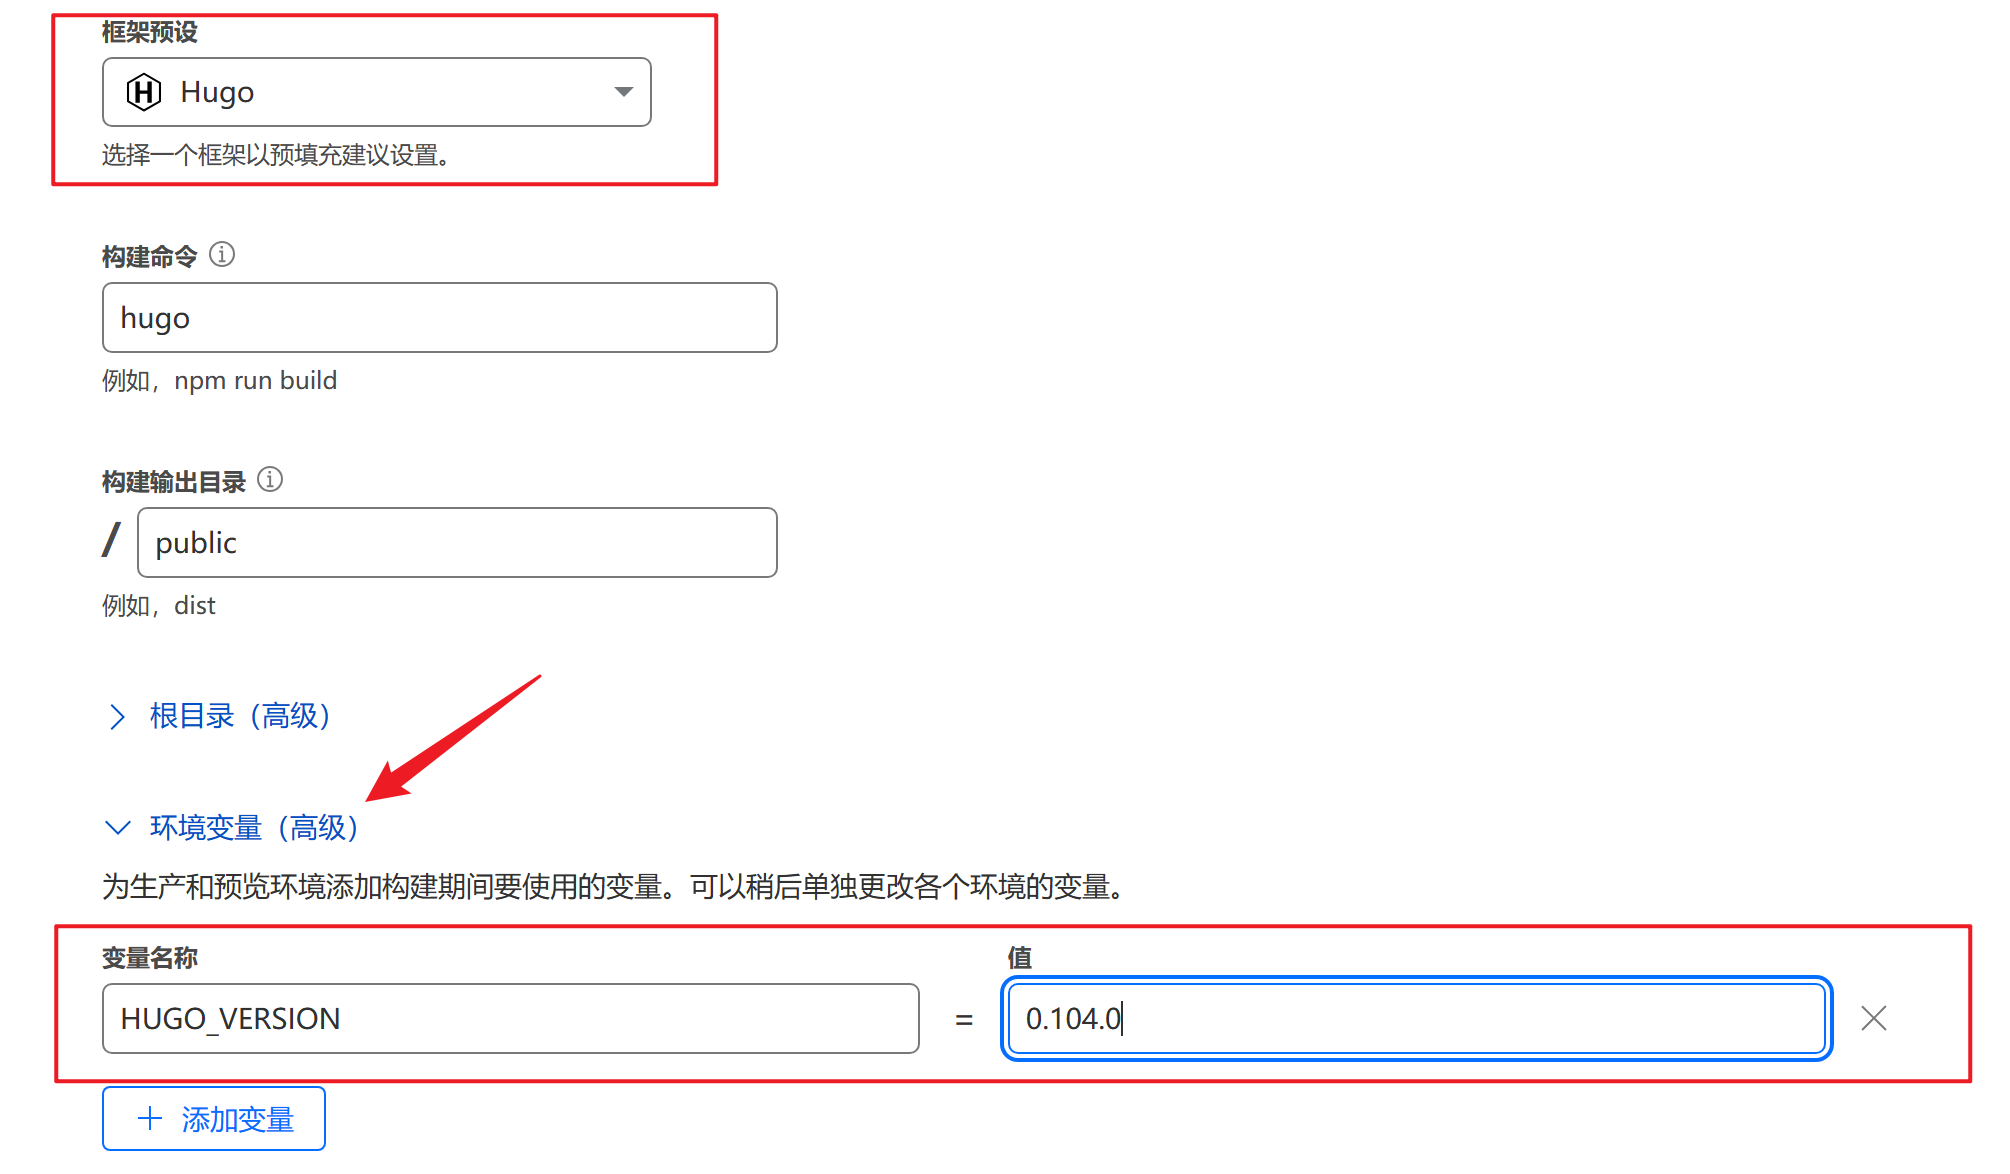 框架预设
Hugo
选择一个框架以预填充建议设置。
构建命令
hugo
例如，npm run build
构建输出目录
/ public
例如，dist
根目录（高级）
环境变量（高级）
为生产和预览环境添加构建期间要使用的变量。可以稍后单独更改各个环境的变量。
变量名称 值
HUGO_VERSION = 0.104.0
添加变量